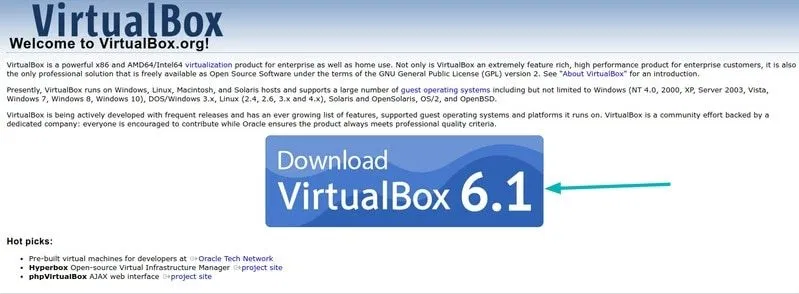 VirtualBox
Welcome to VirtualBox.org!
VirtualBox is a powerful x86 and AMD64/Intel64 virtualization product for enterprise as well as home use. Not only is VirtualBox an extremely feature rich, high performance product for enterprise customers, it is also
the only professional solution that is freely available as Open Source Software under the terms of the GNU General Public License (GPL) version 2. See "About VirtualBox" for an introduction.
Presently, VirtualBox runs on Windows, Linux, Macintosh, and Solaris hosts and supports a large number of guest operating systems including but not limited to Windows (NT 4.0, 2000, XP, Server 2003, Vista,
Windows 7, Windows 8, Windows 10), DOS/Windows 3.x, Linux (2.4, 2.6, 3.x and 4.x), Solaris and OpenSolaris, OS/2, and OpenBSD.
VirtualBox is being actively developed with frequent releases and has an ever growing list of features, supported guest operating systems and platforms it runs on. VirtualBox is a community effort backed by a
dedicated company: everyone is encouraged to contribute while Oracle ensures the product always meets professional quality criteria.
Download
VirtualBox 6.1
Hot picks:
• Pre-built virtual machines for developers at Oracle Tech Network
• Hyperbox Open-source Virtual Infrastructure Manager project site
• phpVirtualBox AJAX web interface project site